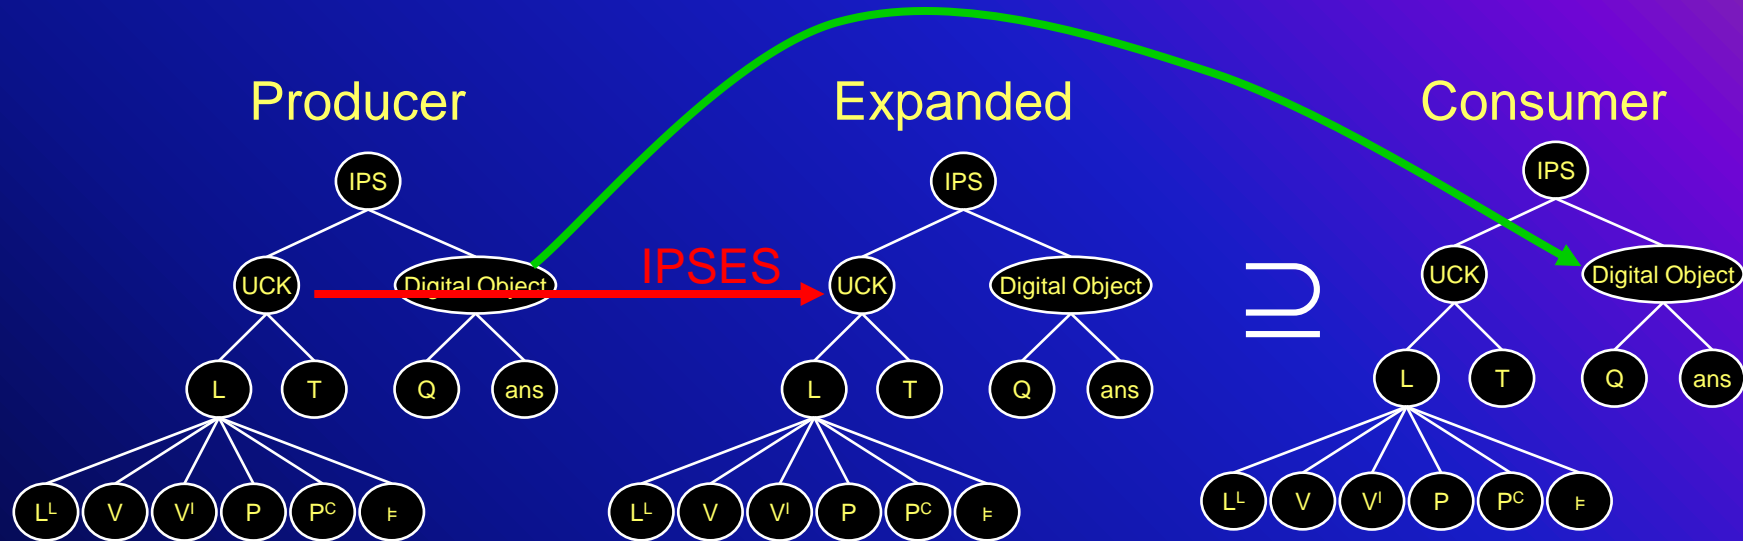 Producer Expanded Consumer
IPS IPS IPS
UCK Digital Object IPSES UCK Digital Object ⊇ UCK Digital Object
L T Q ans L T Q ans L T Q ans
Lᴸ V Vᴵ P Pᶜ ⊧ Lᴸ V Vᴵ P Pᶜ ⊧ Lᴸ V Vᴵ P Pᶜ ⊧